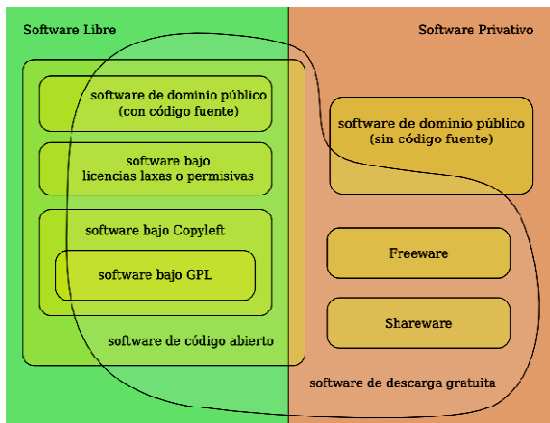 Software Libre
Software Privativo
software de dominio público
(con código fuente)
software de dominio público
(sin código fuente)
software bajo
licencias laxas o permisivas
software bajo Copyleft
software bajo GPL
Freeware
Shareware
software de código abierto
software de descarga gratuita